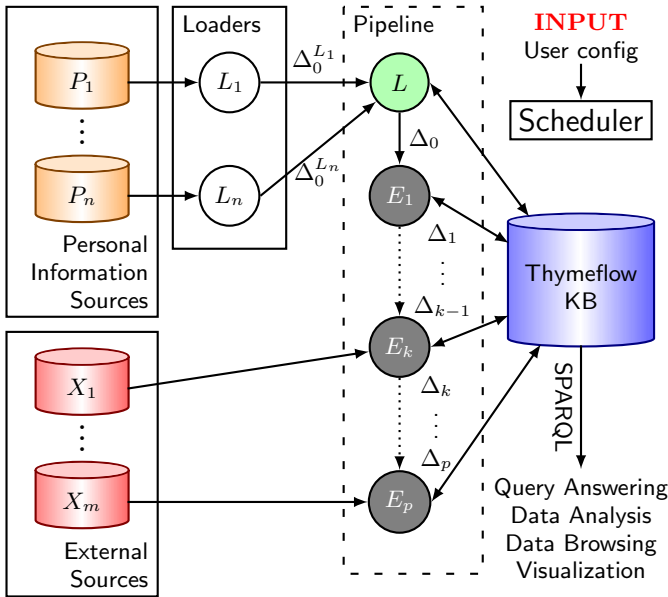 Loaders
Pipeline
INPUT
User config
Scheduler
P₁
⋮
Pₙ
Personal
Information
Sources
L₁
Lₙ
Δ₀^{L₁}
Δ₀^{Lₙ}
L
Δ₀
E₁
Δ₁
⋮
Δₖ₋₁
Eₖ
Δₖ
⋮
Δₚ
Eₚ
Thymeflow
KB
SPARQL
Query Answering
Data Analysis
Data Browsing
Visualization
X₁
⋮
Xₘ
External
Sources